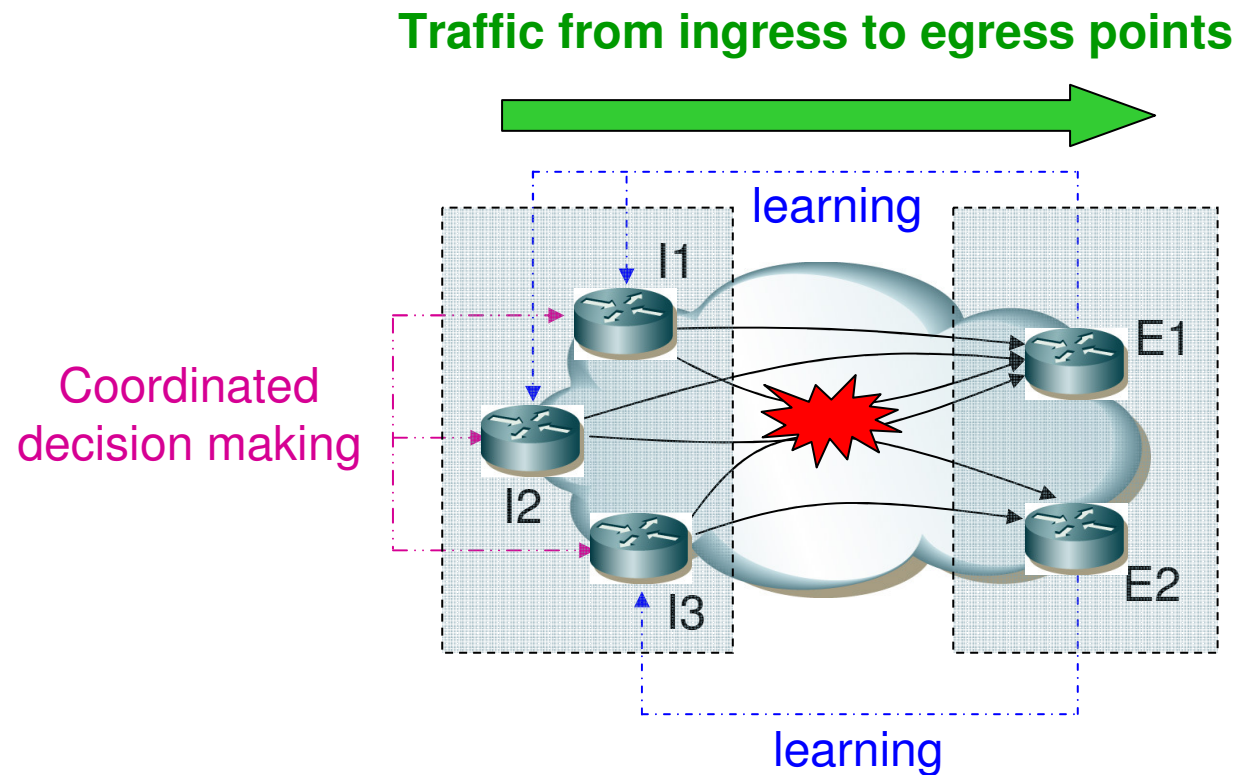 Traffic from ingress to egress points
learning
I1
E1
Coordinated
decision making
I2
E2
I3
learning